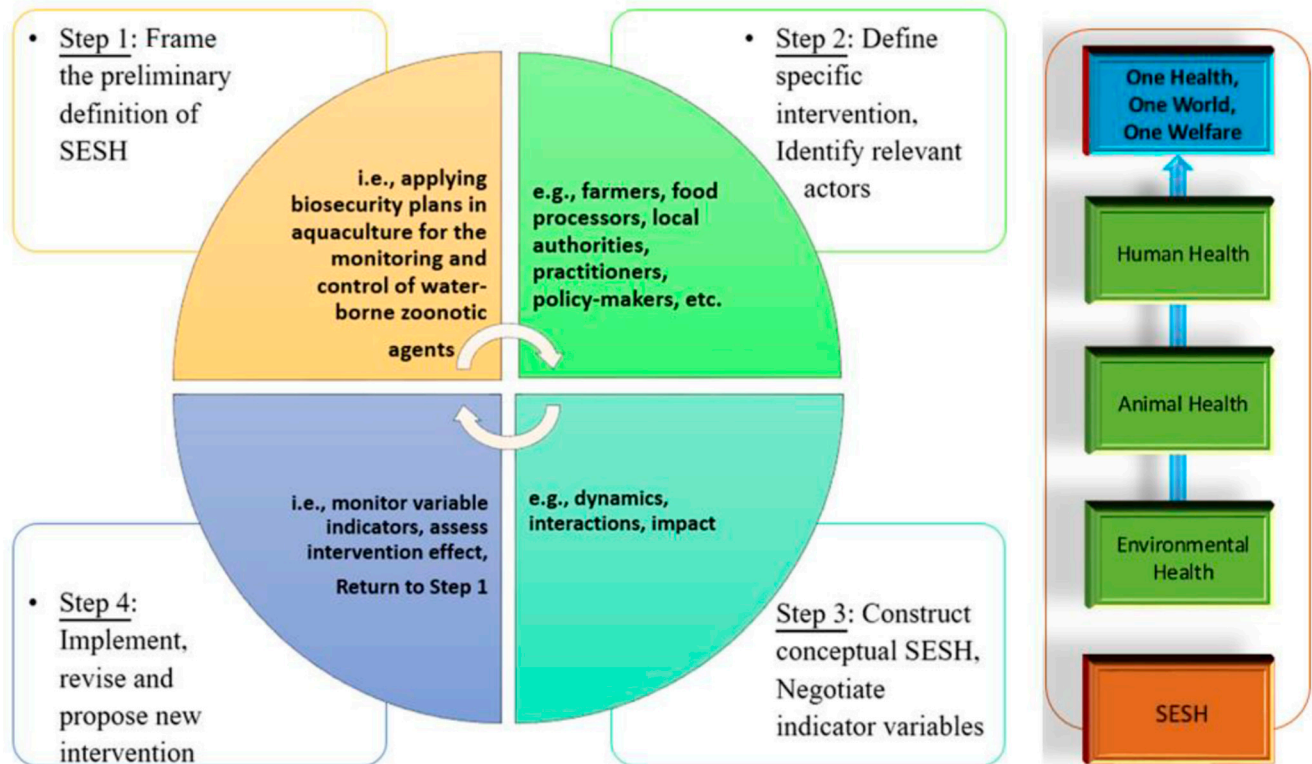 • Step 1: Frame
the preliminary
definition of
SESH
i.e., applying
biosecurity plans in
aquaculture for the
monitoring and
control of water-
borne zoonotic
agents
• Step 2: Define
specific
intervention,
Identify relevant
actors
e.g., farmers, food
processors, local
authorities,
practitioners,
policy-makers, etc.
Step 3: Construct
conceptual SESH,
Negotiate
indicator variables
e.g., dynamics,
interactions, impact
• Step 4:
Implement,
revise and
propose new
intervention
i.e., monitor variable
indicators, assess
intervention effect,
Return to Step 1
One Health,
One World,
One Welfare
Human Health
Animal Health
Environmental
Health
SESH